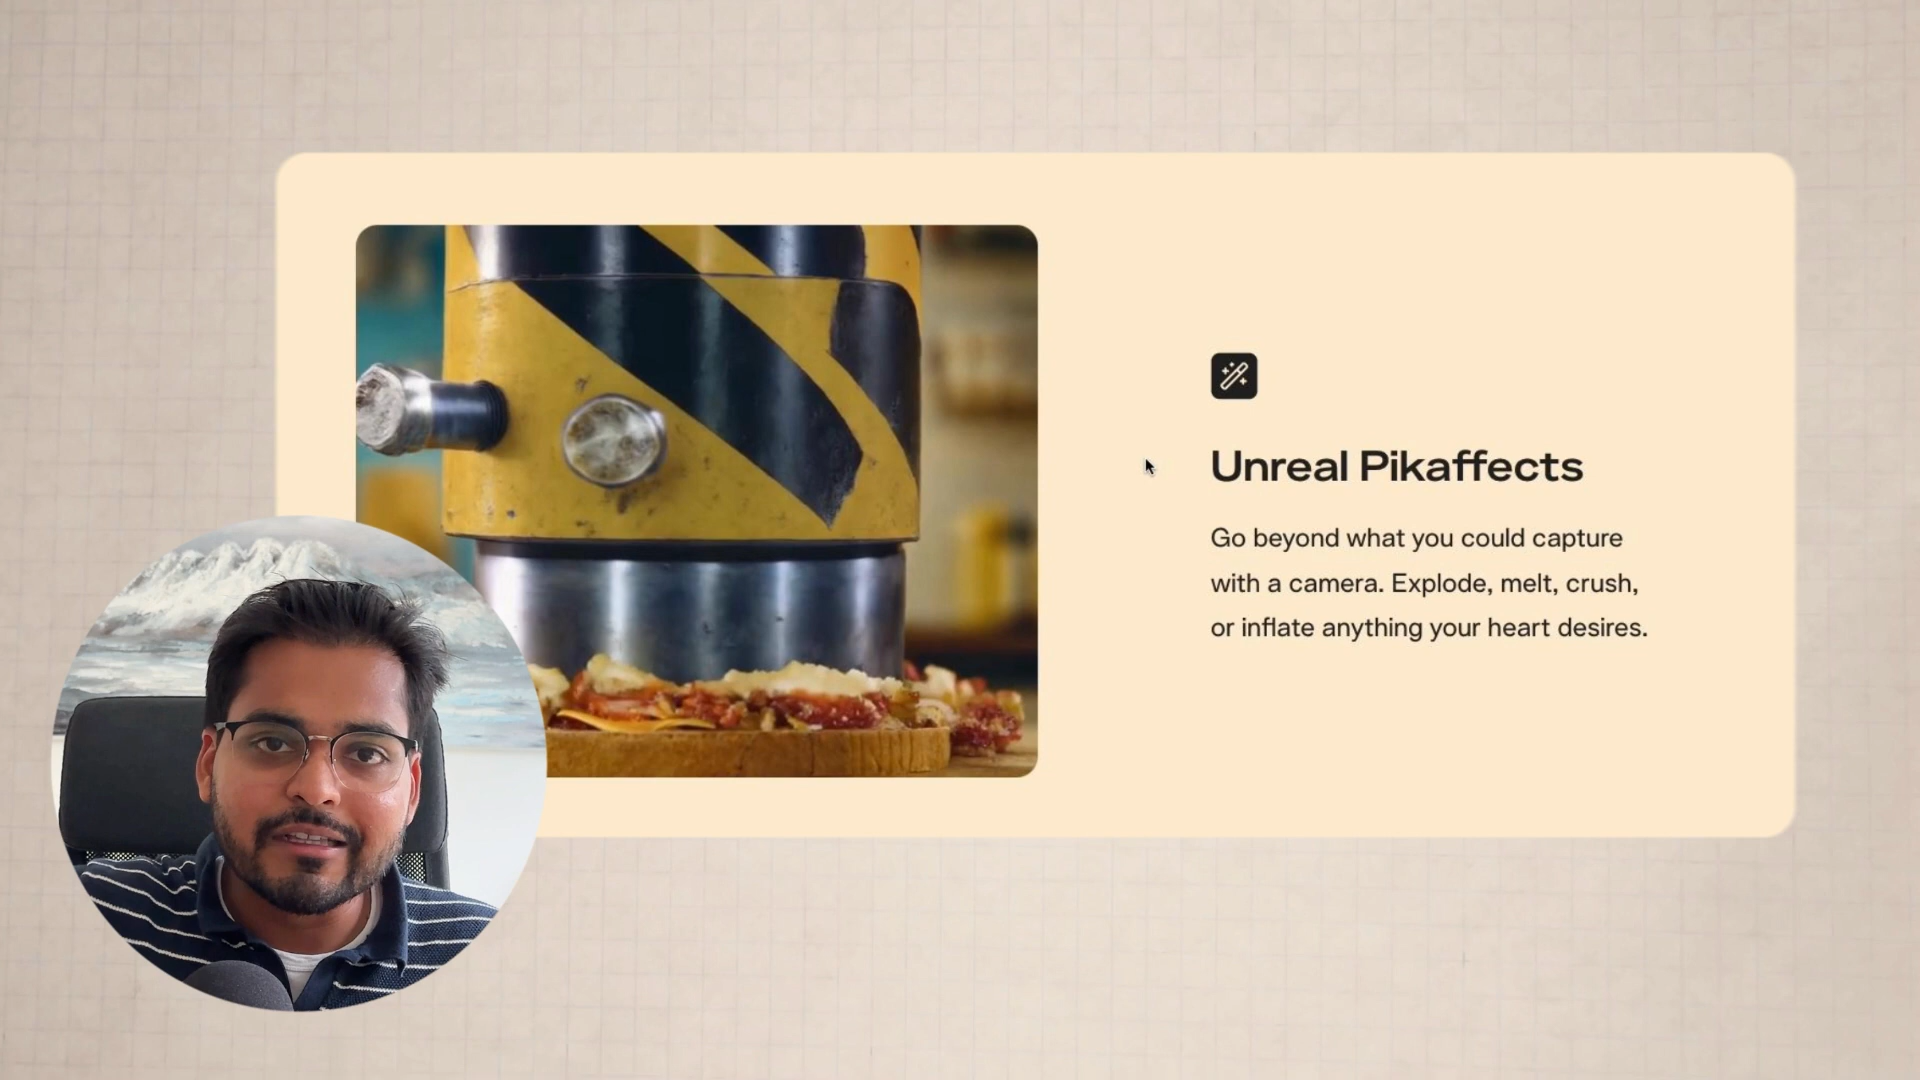 Unreal Pikaffects
Go beyond what you could capture
with a camera. Explode, melt, crush,
or inflate anything your heart desires.